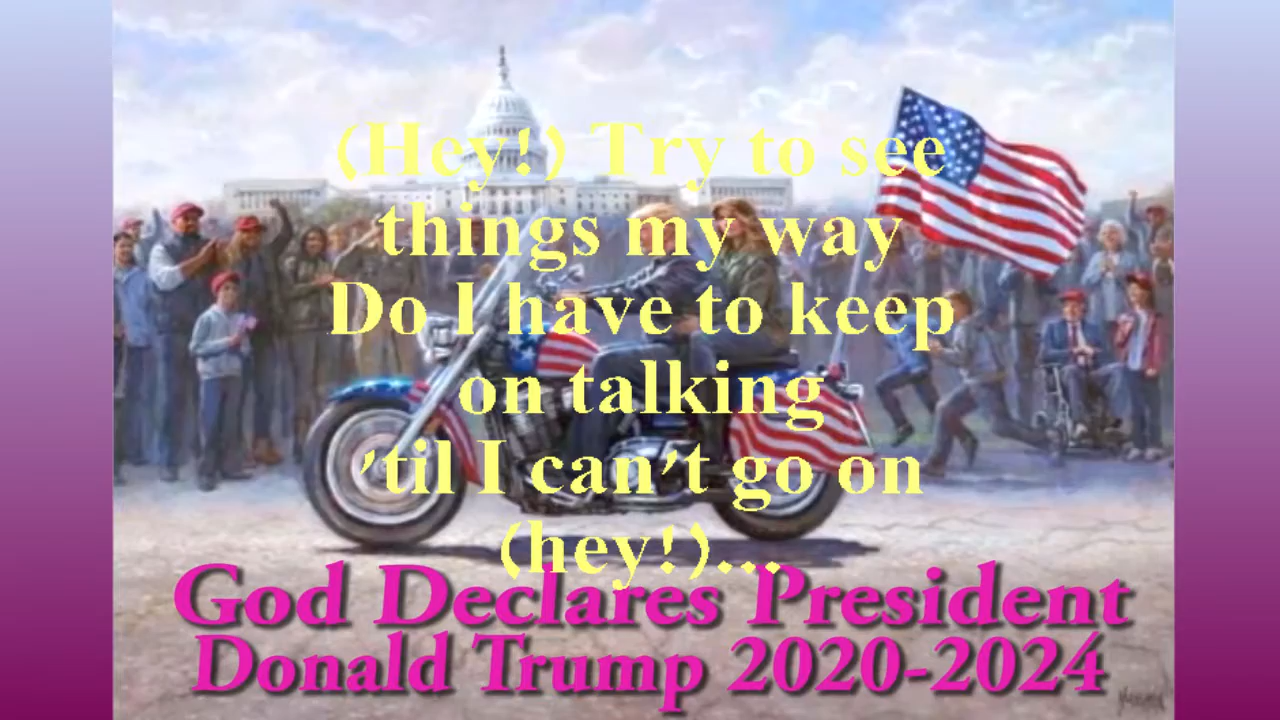 (Hey!) Try to see
things my way
Do I have to keep
on talking
'til I can't go on
(hey!)...
God Declares President
Donald Trump 2020-2024